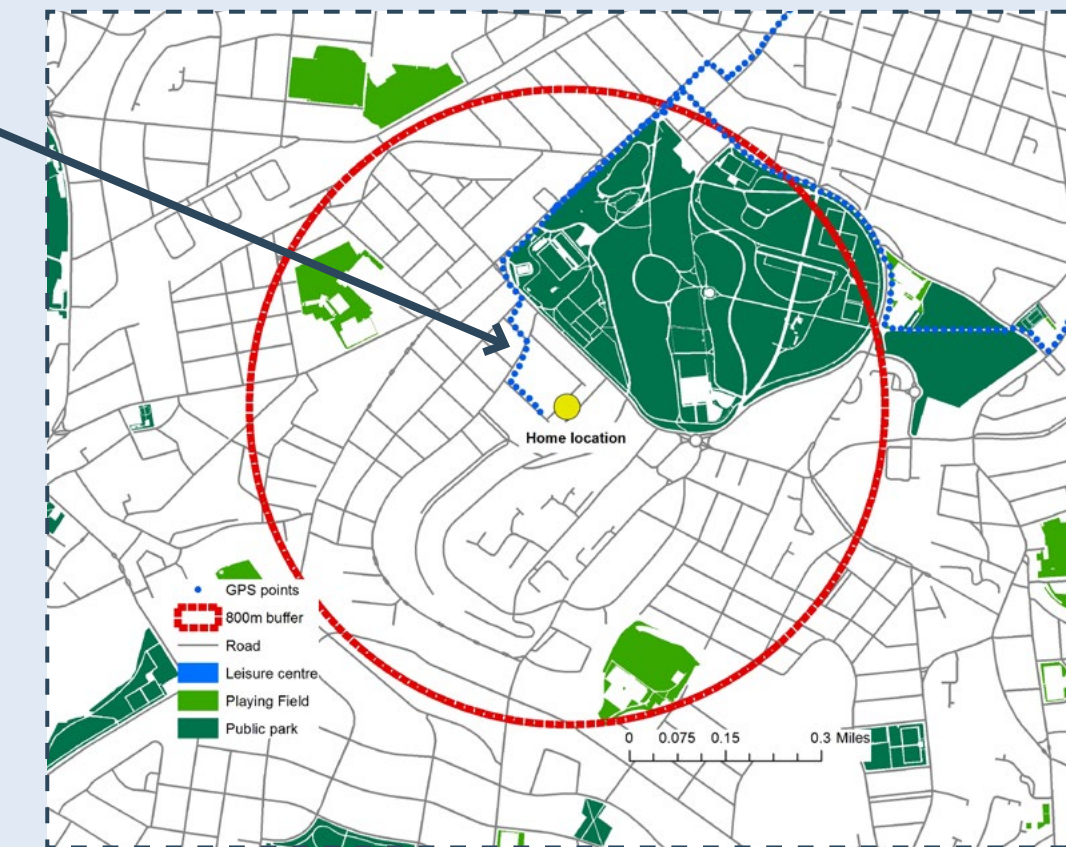 Home location
GPS points
800m buffer
Road
Leisure centre
Playing Field
Public park
0 0.075 0.15 0.3 Miles